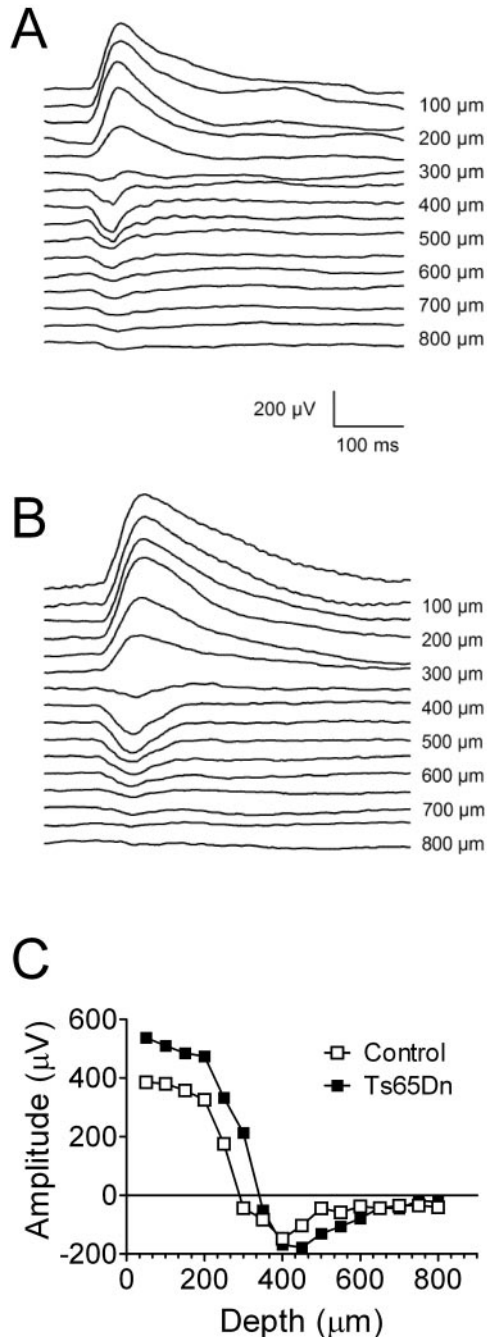 A
100 µm
200 µm
300 µm
400 µm
500 µm
600 µm
700 µm
800 µm
200 µV
100 ms
B
100 µm
200 µm
300 µm
400 µm
500 µm
600 µm
700 µm
800 µm
C
Amplitude (µV)
600
400
200
0
-200
Control
Ts65Dn
0 200 400 600 800
Depth (µm)